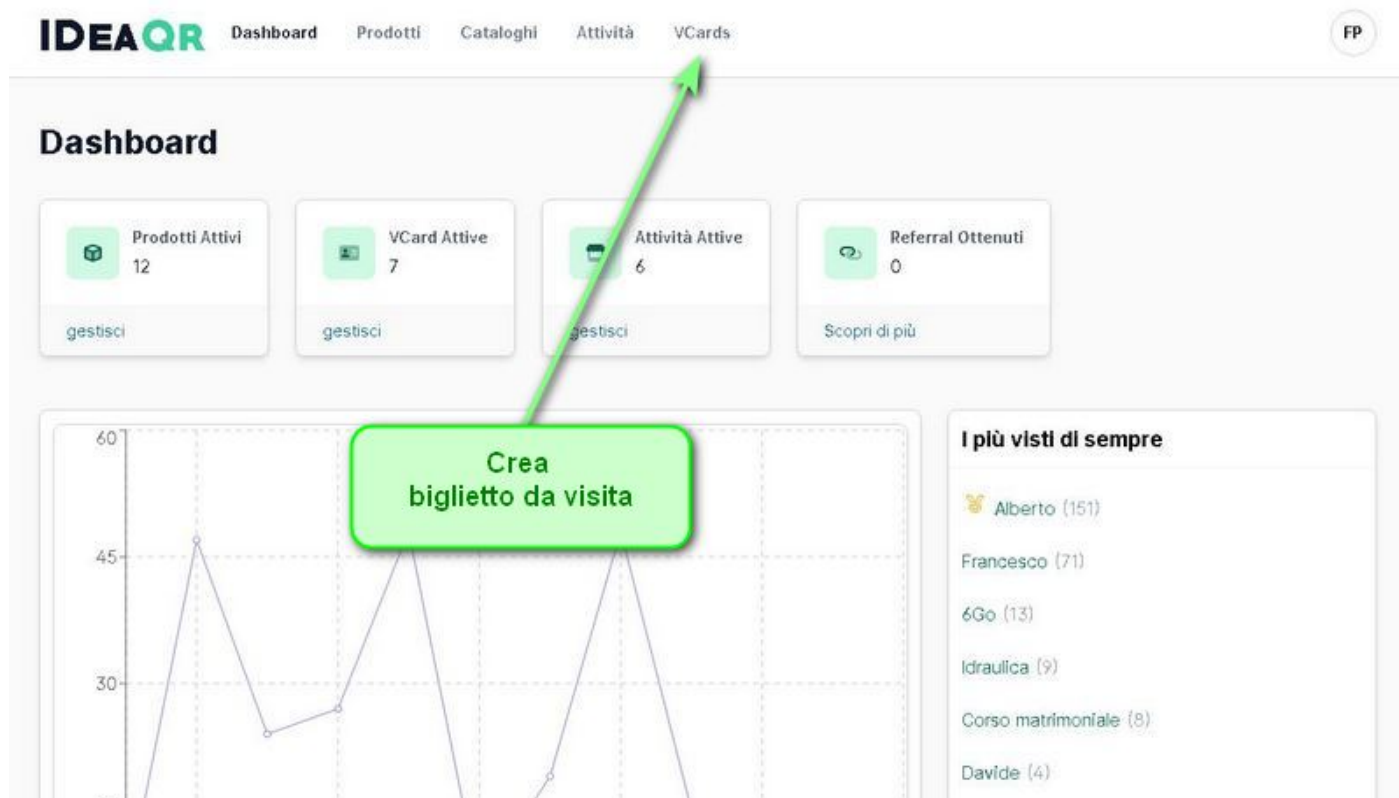 IDEAQR Dashboard Prodotti Cataloghi Attività VCards FP
Dashboard
Prodotti Attivi
12
gestisci
VCard Attive
7
gestisci
Attività Attive
6
gestisci
Referral Ottenuti
0
Scopri di più
60
45
30
Crea
biglietto da visita
I più visti di sempre
Alberto (151)
Francesco (71)
6Go (13)
Idraulica (9)
Corso matrimoniale (8)
Davide (4)